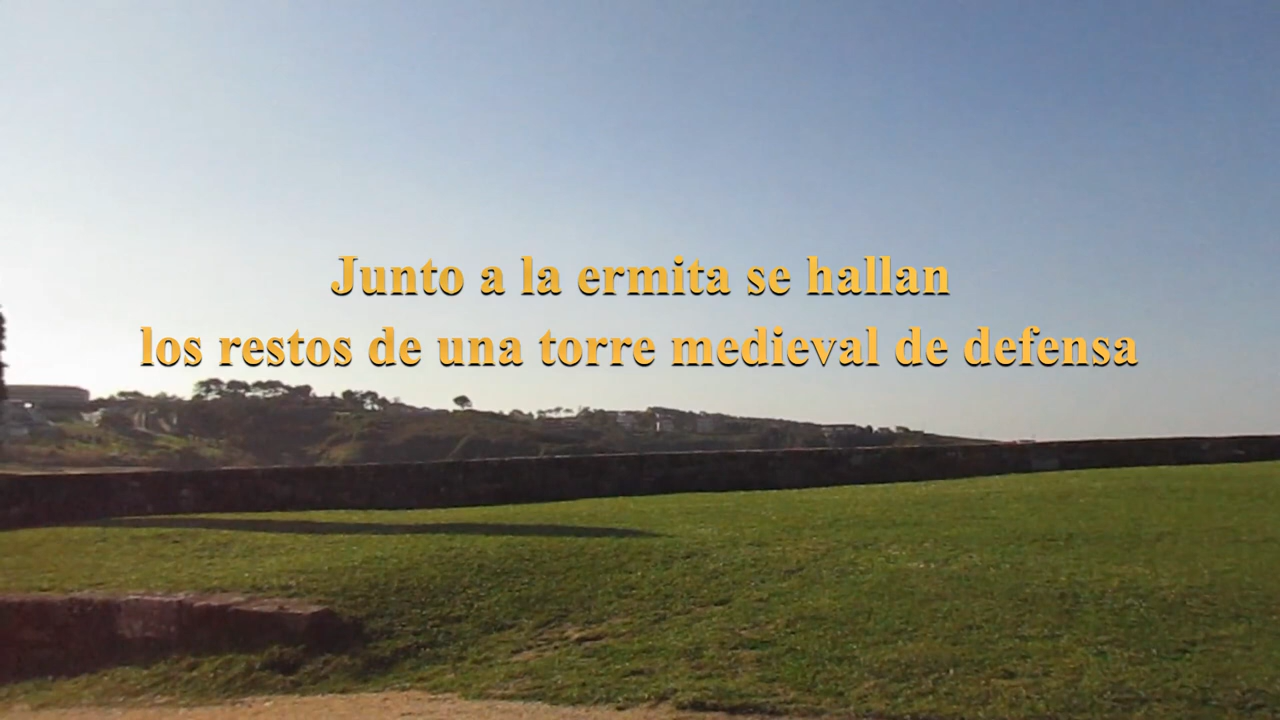 Junto a la ermita se hallan
los restos de una torre medieval de defensa